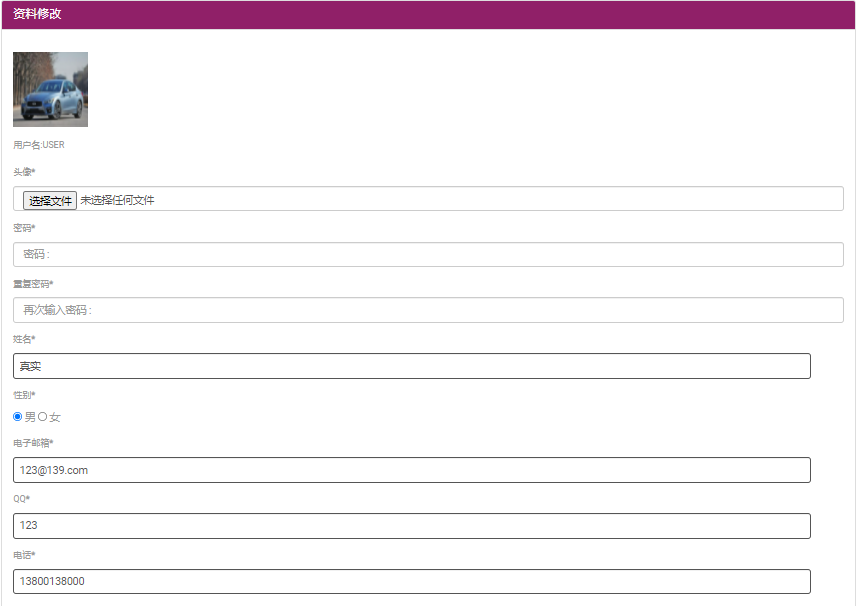 资料修改
用户名:USER
头像*
选择文件 未选择任何文件
密码*
密码 :
重复密码*
再次输入密码 :
姓名*
真实
性别*
男 女
电子邮箱*
123@139.com
QQ*
123
电话*
13800138000